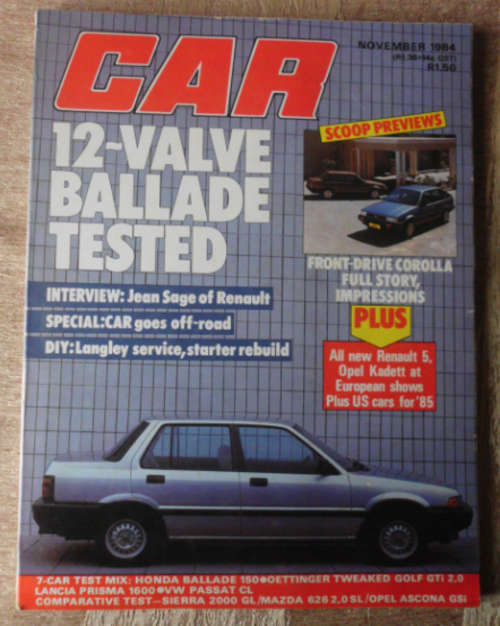 CAR
NOVEMBER 1984
R1.50
12-VALVE
BALLADE
TESTED
SCOOP PREVIEWS
FRONT-DRIVE COROLLA
FULL STORY,
IMPRESSIONS
PLUS
All new Renault 5,
Opel Kadett at
European shows
Plus US cars for '85
INTERVIEW: Jean Sage of Renault
SPECIAL:CAR goes off-road
DIY: Langley service, starter rebuild
7-CAR TEST MIX: HONDA BALLADE 150●OETTINGER TWEAKED GOLF GTi 2,0
LANCIA PRISMA 1600●VW PASSAT CL
COMPARATIVE TEST–SIERRA 2000 GL/MAZDA 626 2,0 SL/OPEL ASCONA GSi